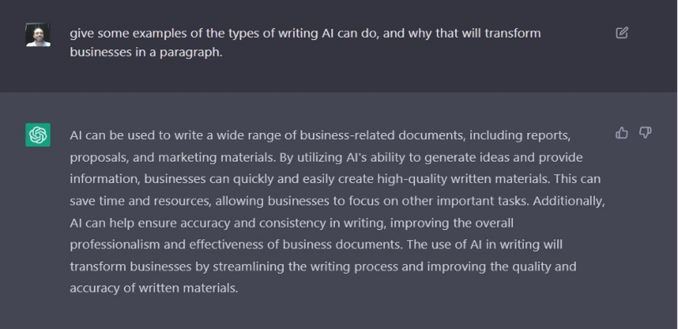 give some examples of the types of writing AI can do, and why that will transform
businesses in a paragraph.
AI can be used to write a wide range of business-related documents, including reports,
proposals, and marketing materials. By utilizing AI's ability to generate ideas and provide
information, businesses can quickly and easily create high-quality written materials. This can
save time and resources, allowing businesses to focus on other important tasks. Additionally,
AI can help ensure accuracy and consistency in writing, improving the overall
professionalism and effectiveness of business documents. The use of AI in writing will
transform businesses by streamlining the writing process and improving the quality and
accuracy of written materials.